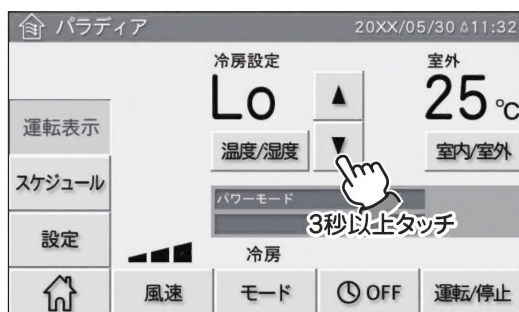 パラディア 20XX/05/30 11:32
冷房設定 室外
Lo 25℃
▲
運転表示
温度/湿度 ▼ 室内/室外
スケジュール
パワーモード
3秒以上タッチ
設定
冷房
風速 モード OFF 運転/停止